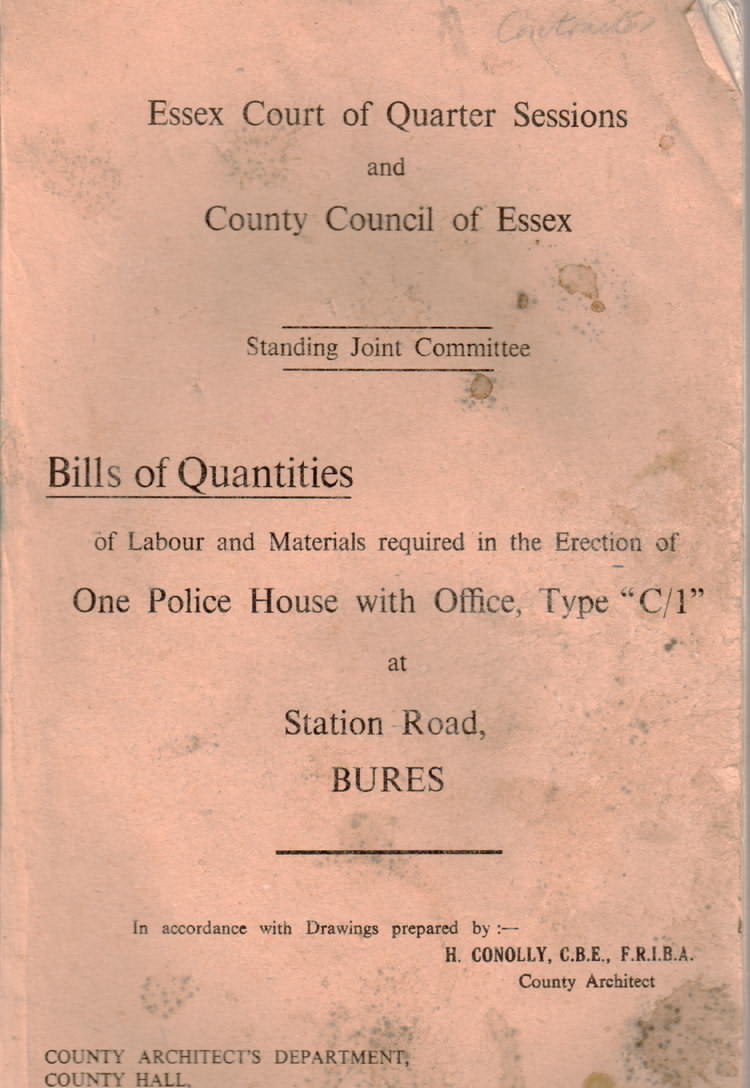 Contractor
Essex Court of Quarter Sessions
and
County Council of Essex
Standing Joint Committee
Bills of Quantities
of Labour and Materials required in the Erection of
One Police House with Office, Type “C/1”
at
Station Road,
BURES
In accordance with Drawings prepared by :—
H. CONOLLY, C.B.E., F.R.I.B.A.
County Architect
COUNTY ARCHITECT'S DEPARTMENT,
COUNTY HALL,